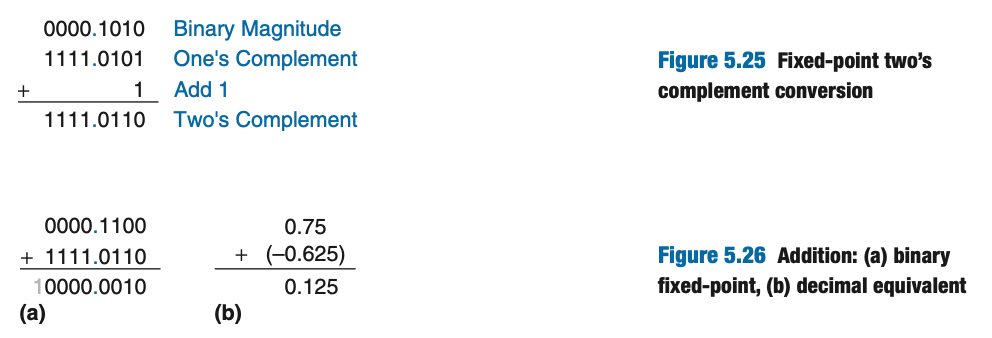 0000.1010 Binary Magnitude
1111.0101 One's Complement
+ 1 Add 1
1111.0110 Two's Complement
Figure 5.25 Fixed-point two's
complement conversion
0000.1100
+ 1111.0110
10000.0010
(a)
0.75
+ (–0.625)
0.125
(b)
Figure 5.26 Addition: (a) binary
fixed-point, (b) decimal equivalent